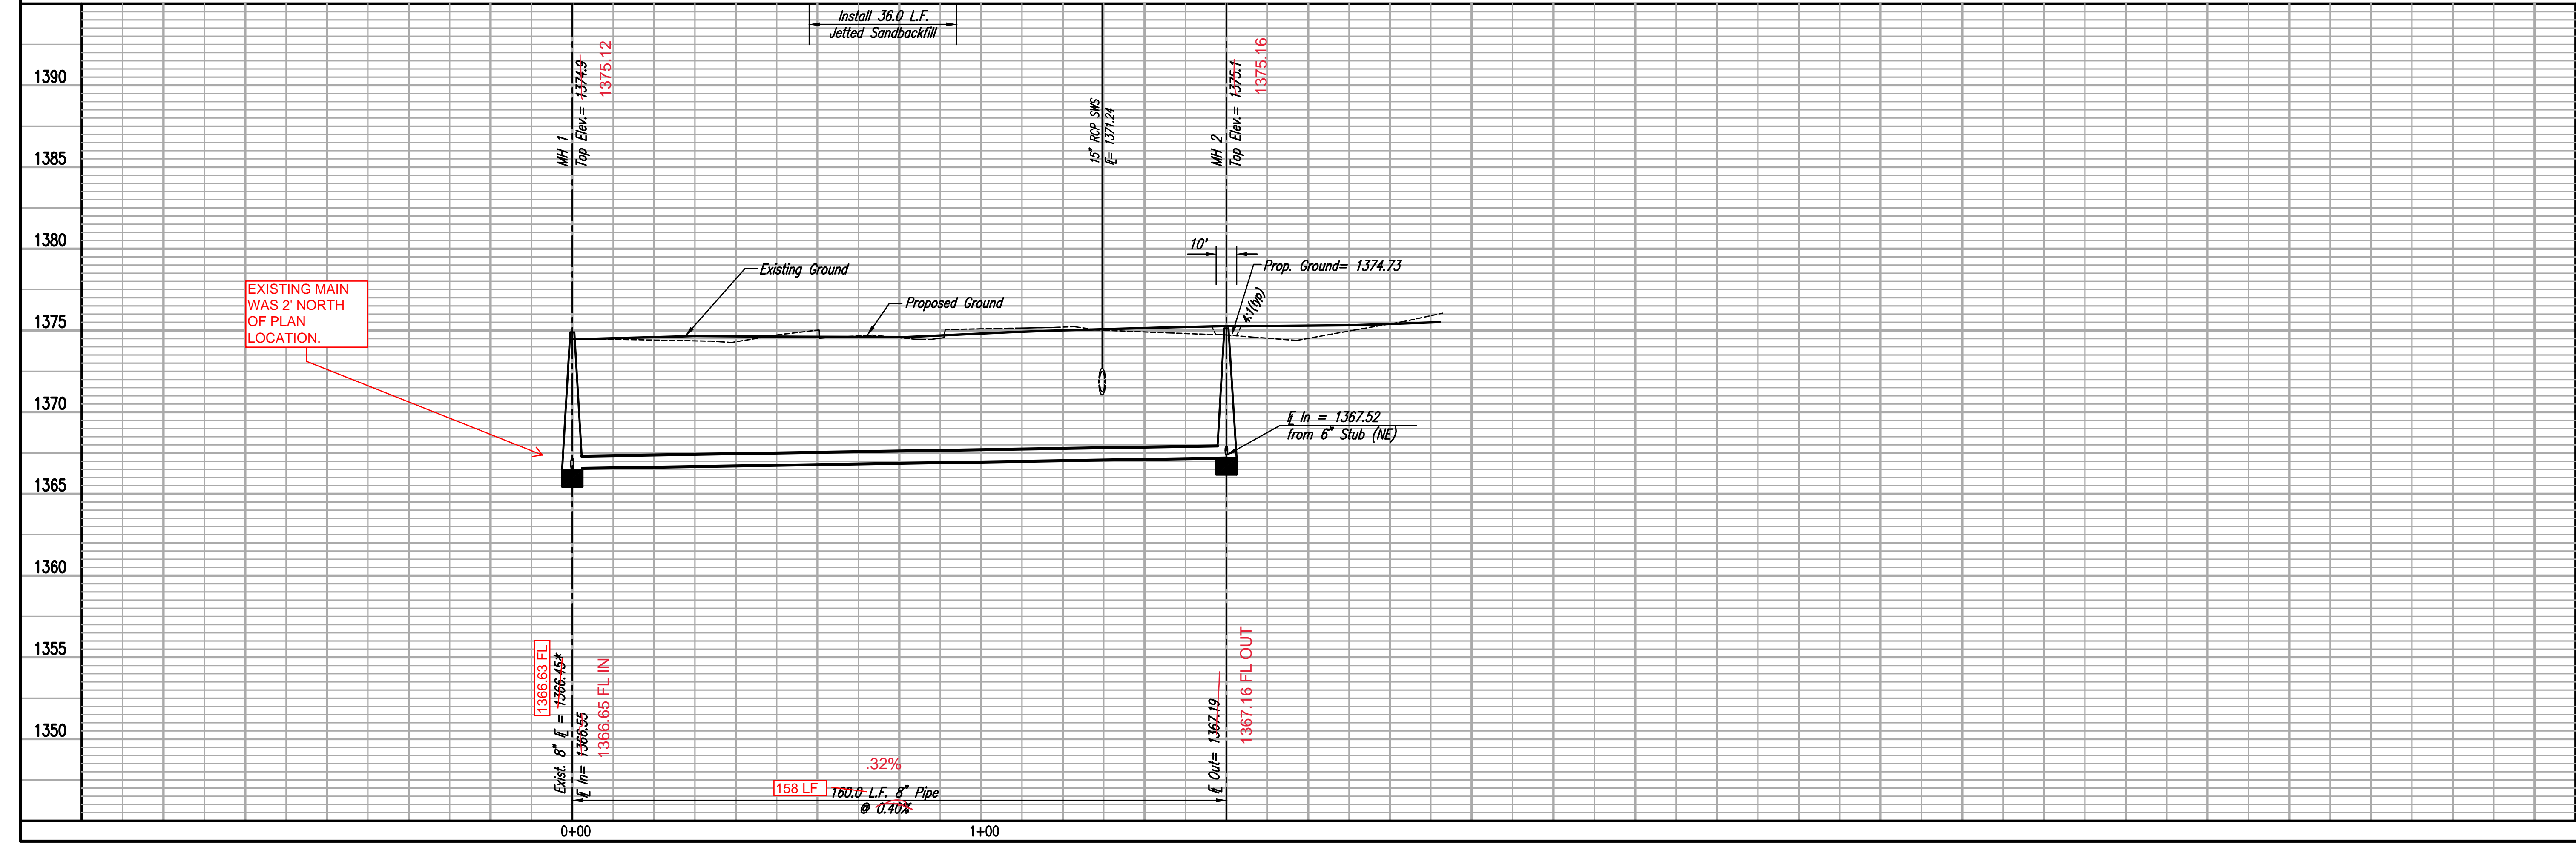 Install 36.0 L.F.
Jetted Sandbackfill
1390
1385
1380
1375
1370
1365
1360
1355
1350
MH 1
Top Elev.= 1374.9
1375.12
15" RCP SWS
℄= 1371.24
MH 2
Top Elev.= 1375.1
1375.16
10'
Prop. Ground= 1374.73
4:1(typ)
Existing Ground
Proposed Ground
EXISTING MAIN
WAS 2' NORTH
OF PLAN
LOCATION.
℄ In = 1367.52
from 6" Stub (NE)
1366.63 FL
Exist. 8" ℄ = 1366.45*
℄ In= 1366.55
1366.65 FL IN
℄ Out= 1367.19
1367.16 FL OUT
.32%
158 LF
160.0 L.F. 8" Pipe
@ 0.40%
0+00
1+00